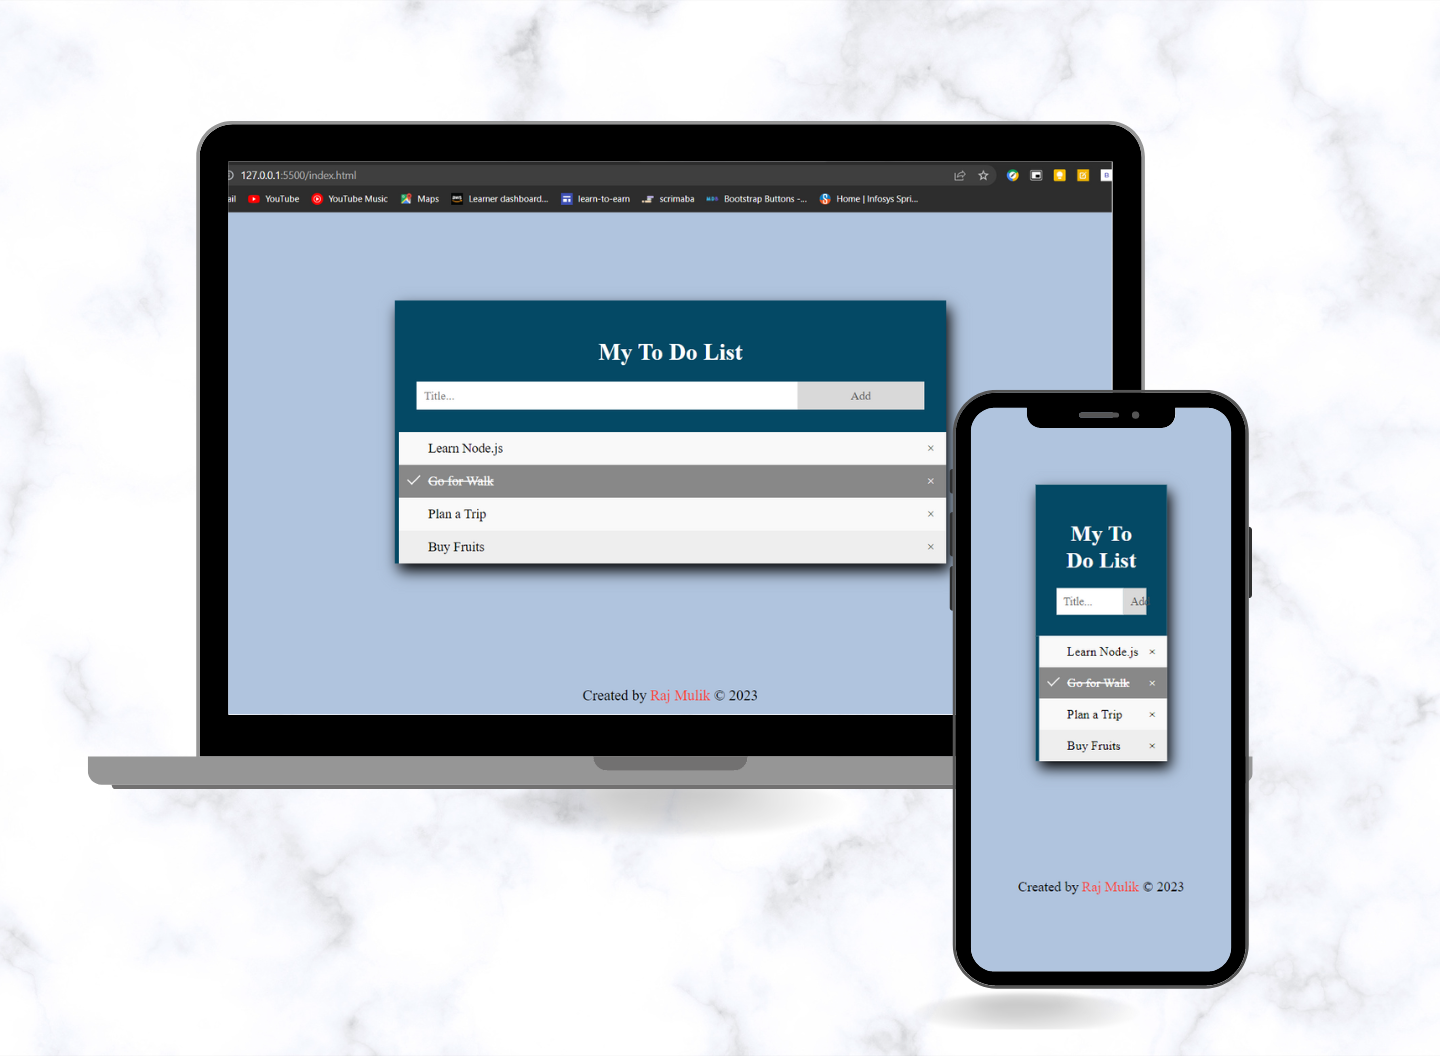 127.0.0.1:5500/index.html
ail YouTube YouTube Music Maps Learner dashboard... learn-to-earn scrimaba Bootstrap Buttons -... Home | Infosys Spri...
My To Do List
Title... Add
Learn Node.js ×
Go for Walk ×
Plan a Trip ×
Buy Fruits ×
Created by Raj Mulik © 2023
My To
Do List
Title... Add
Learn Node.js ×
Go for Walk ×
Plan a Trip ×
Buy Fruits ×
Created by Raj Mulik © 2023